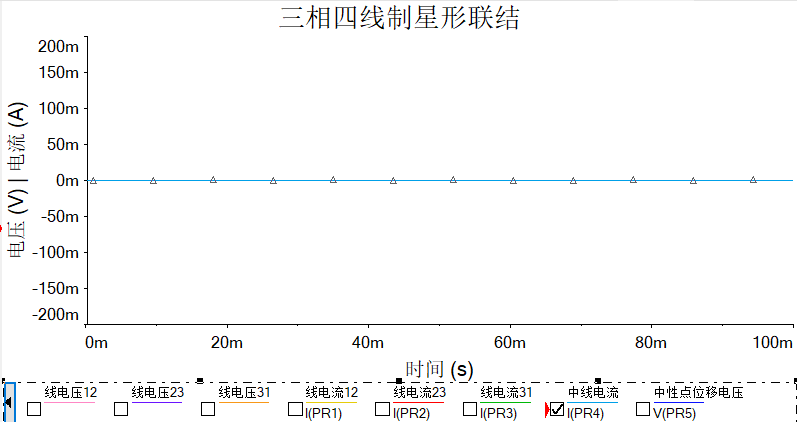 三相四线制星形联结
电压 (V) | 电流 (A)
200m
150m
100m
50m
0m
-50m
-100m
-150m
-200m
0m 20m 40m 60m 80m 100m
时间 (s)
线电压12 线电压23 线电压31 线电流12 线电流23 线电流31 中线电流 中性点位移电压
I(PR1) I(PR2) I(PR3) I(PR4) V(PR5)